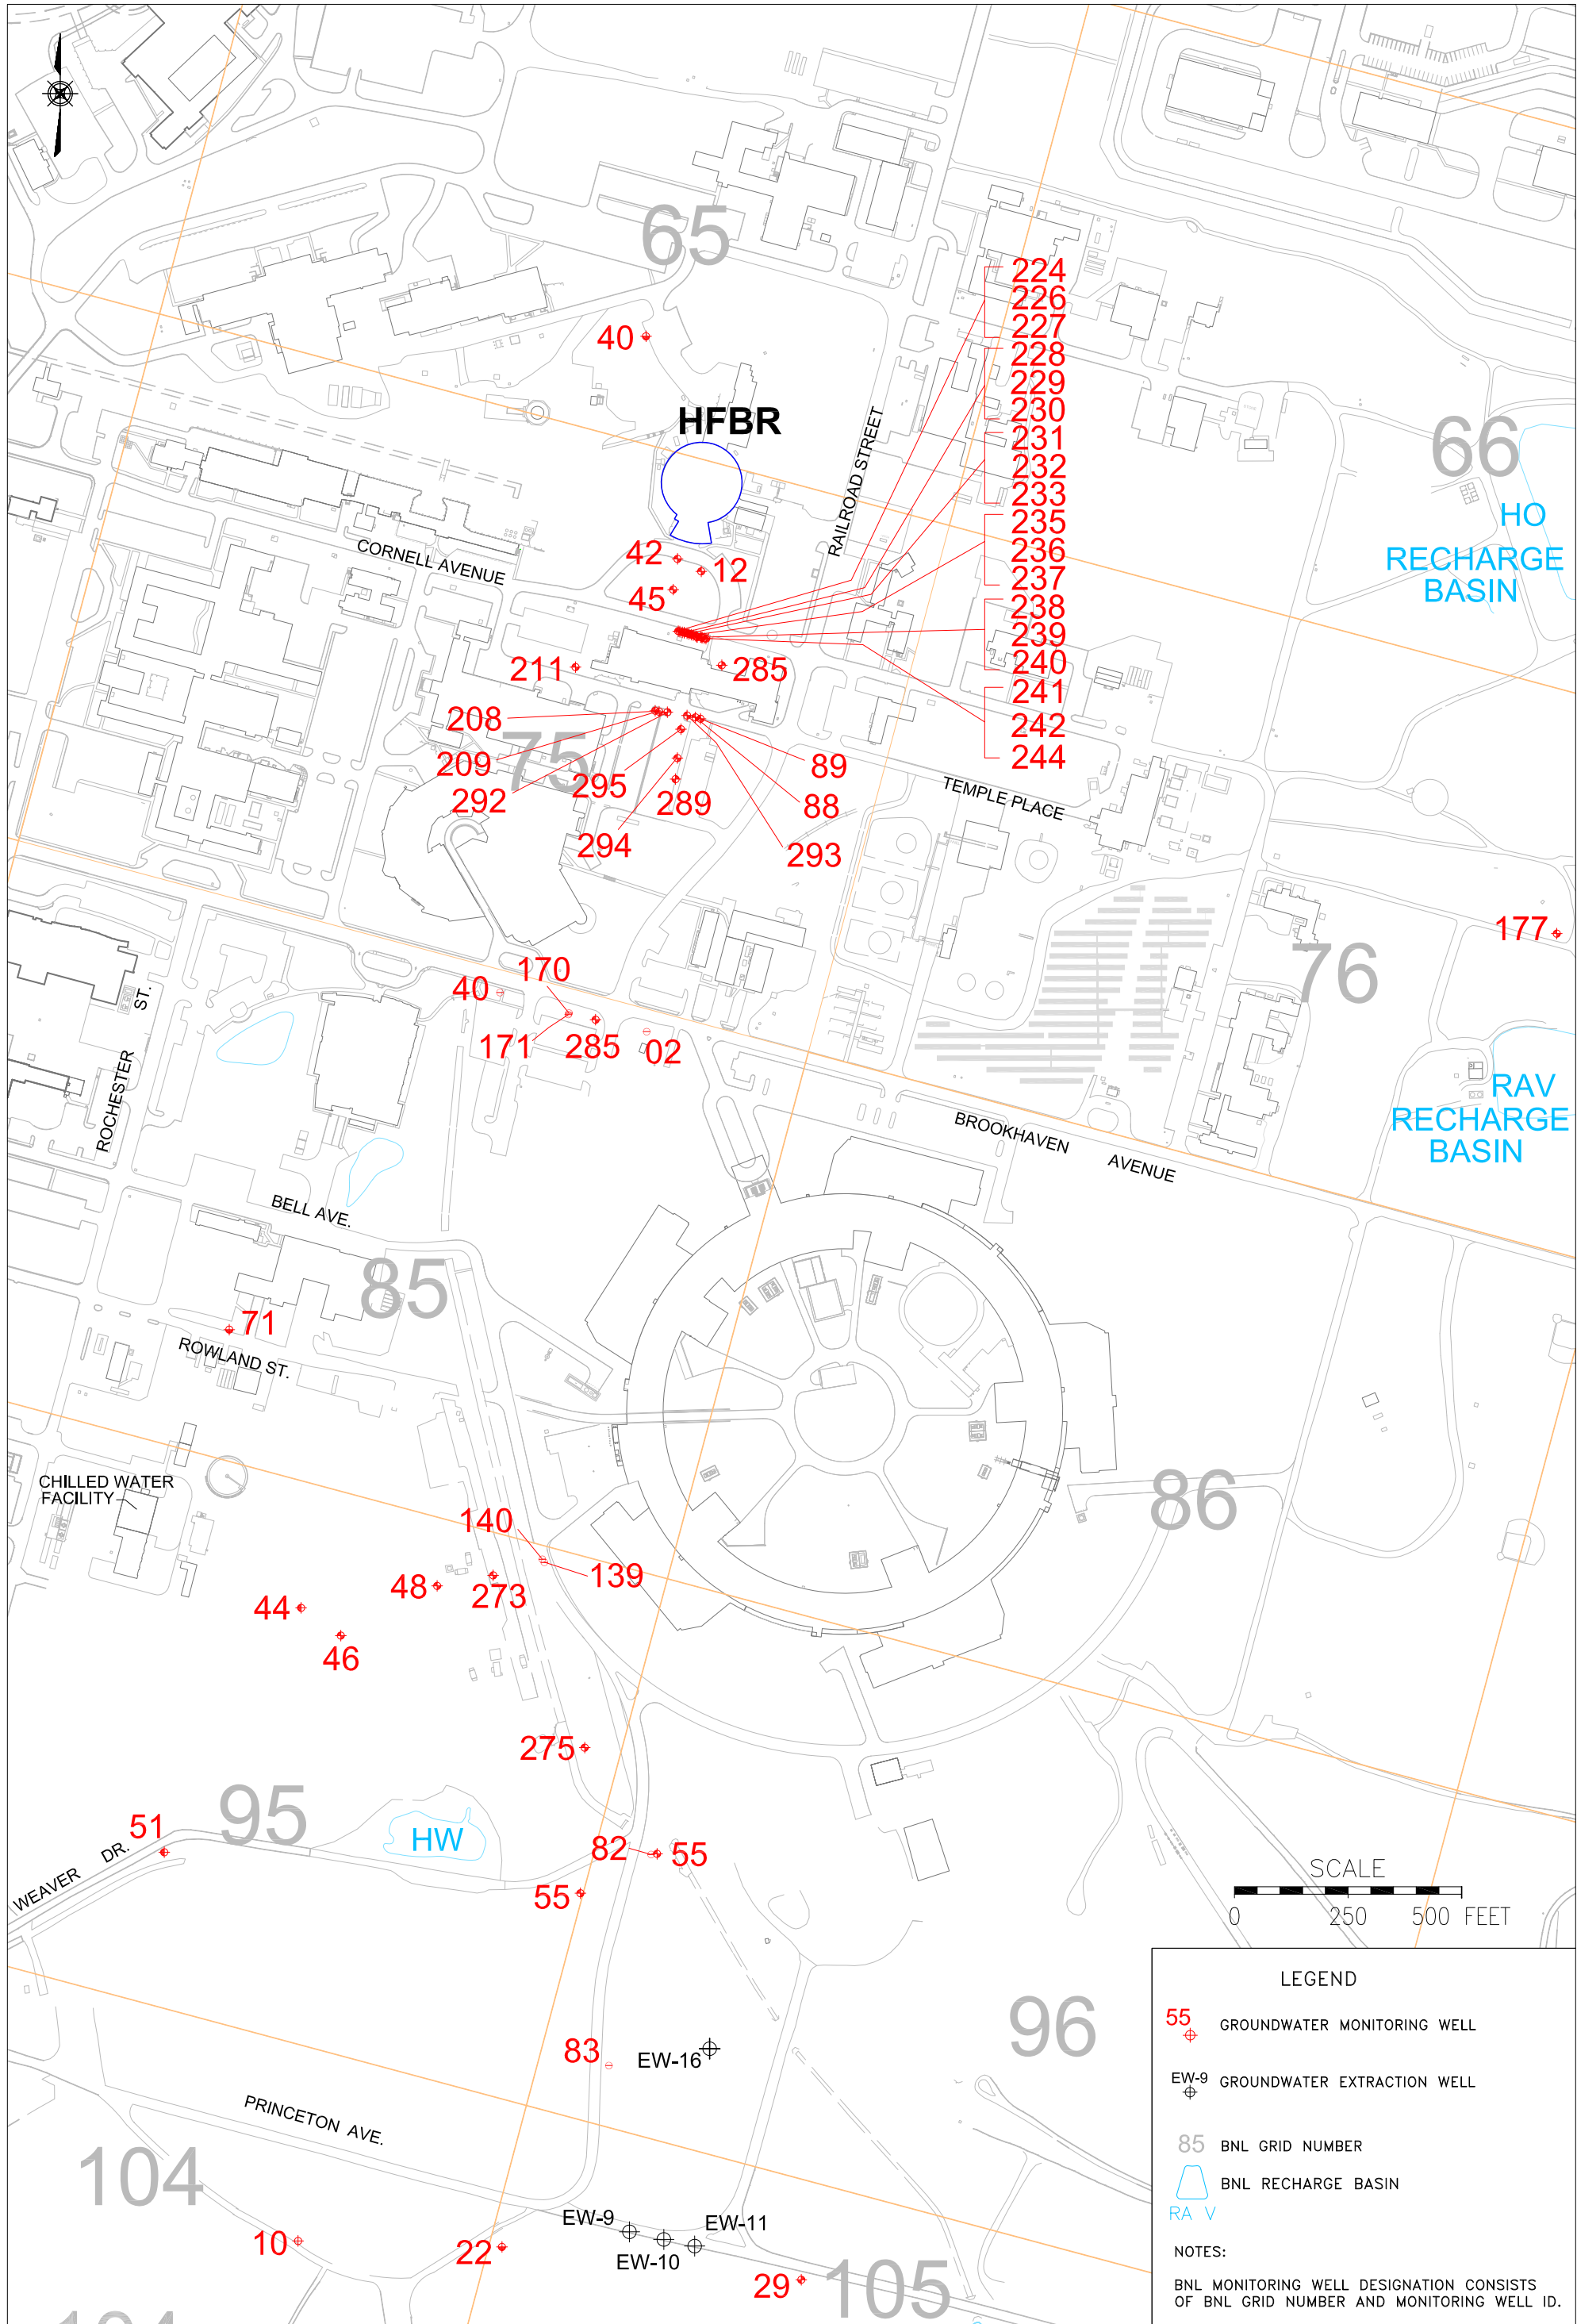 65
224
226
227
228
229
230
231
232
233
235
236
237
238
239
240
241
242
244
40
HFBR
RAILROAD STREET
66
HO
RECHARGE
BASIN
CORNELL AVENUE
42
12
45
211
285
208
75
209
292
295
289
294
89
88
293
TEMPLE PLACE
177
76
170
40
171
285
02
ST.
ROCHESTER
RAV
RECHARGE
BASIN
BROOKHAVEN AVENUE
BELL AVE.
85
71
ROWLAND ST.
CHILLED WATER
FACILITY
86
140
139
48
273
44
46
275
95
51
HW
WEAVER DR.
82
55
55
SCALE
0 250 500 FEET
96
83
EW-16
PRINCETON AVE.
104
10
22
EW-9
EW-10
EW-11
29
105
LEGEND
55 GROUNDWATER MONITORING WELL
EW-9 GROUNDWATER EXTRACTION WELL
85 BNL GRID NUMBER
BNL RECHARGE BASIN
RA V
NOTES:
BNL MONITORING WELL DESIGNATION CONSISTS
OF BNL GRID NUMBER AND MONITORING WELL ID.